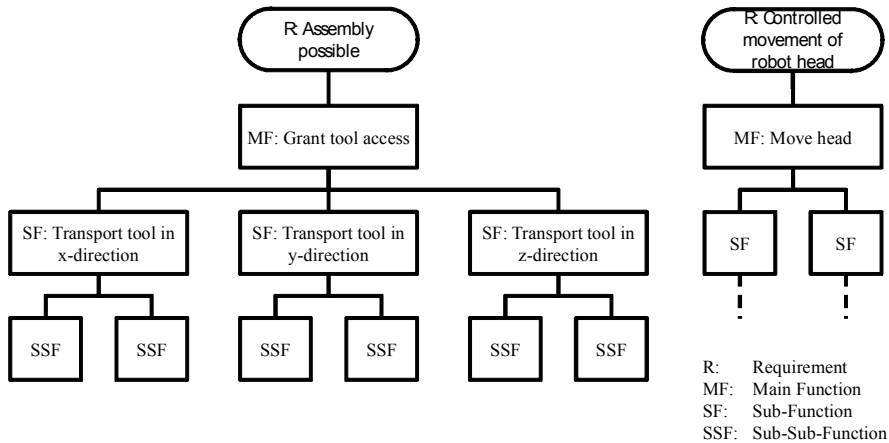 R: Assembly
possible
R: Controlled
movement of
robot head
MF: Grant tool access
MF: Move head
SF: Transport tool in
x-direction
SF: Transport tool in
y-direction
SF: Transport tool in
z-direction
SF
SF
SSF
SSF
SSF
SSF
SSF
SSF
R: Requirement
MF: Main Function
SF: Sub-Function
SSF: Sub-Sub-Function